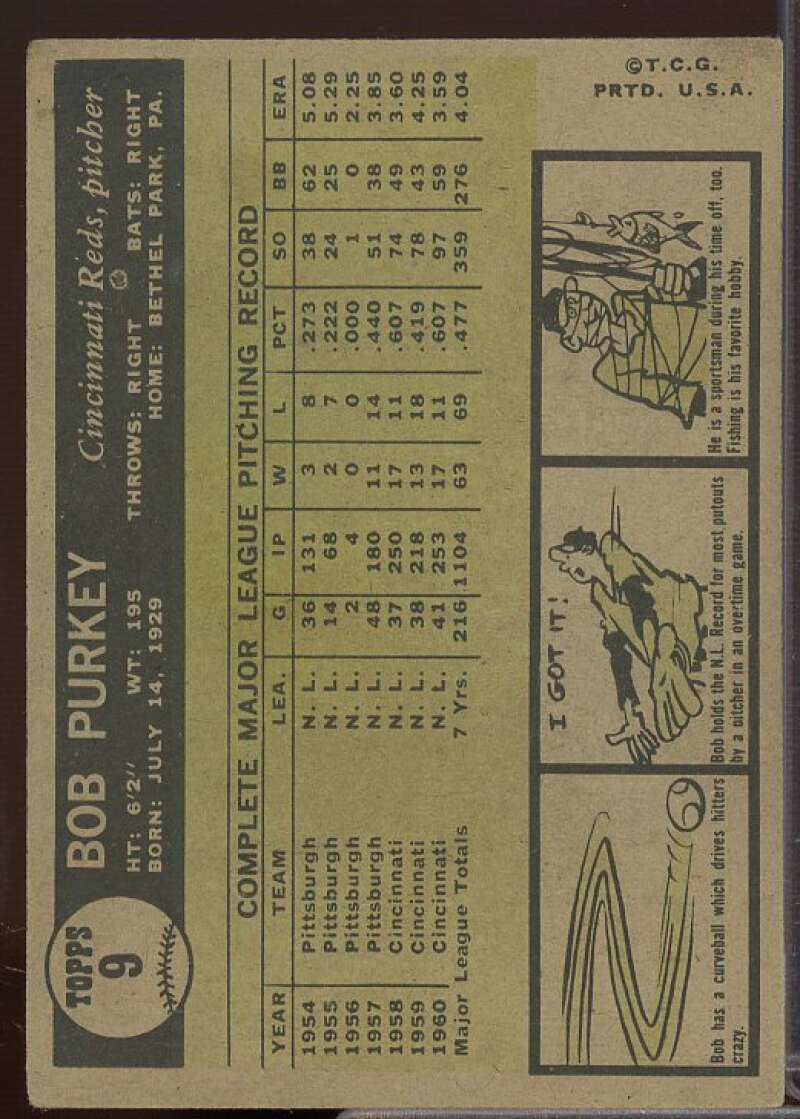 TOPPS
9
BOB PURKEY Cincinnati Reds, pitcher
HT: 6'2" WT: 195 THROWS: RIGHT BATS: RIGHT
BORN: JULY 14, 1929 HOME: BETHEL PARK, PA.
COMPLETE MAJOR LEAGUE PITCHING RECORD
YEAR TEAM LEA. G IP W L PCT SO BB ERA
1954 Pittsburgh N. L. 36 131 3 8 .273 38 62 5.08
1955 Pittsburgh N. L. 14 68 2 7 .222 24 25 5.29
1956 Pittsburgh N. L. 2 4 0 0 .000 1 0 2.25
1957 Pittsburgh N. L. 48 180 11 14 .440 51 38 3.85
1958 Cincinnati N. L. 37 250 17 11 .607 74 49 3.60
1959 Cincinnati N. L. 38 218 13 18 .419 78 43 4.25
1960 Cincinnati N. L. 41 253 17 11 .607 97 59 3.59
Major League Totals 7 Yrs. 216 1104 63 69 .477 359 276 4.04
Bob has a curveball which drives hitters
crazy.
I GOT IT!
Bob holds the N.L. Record for most putouts
by a pitcher in an overtime game.
He is a sportsman during his time off, too.
Fishing is his favorite hobby.
©T.C.G.
PRTD. U.S.A.